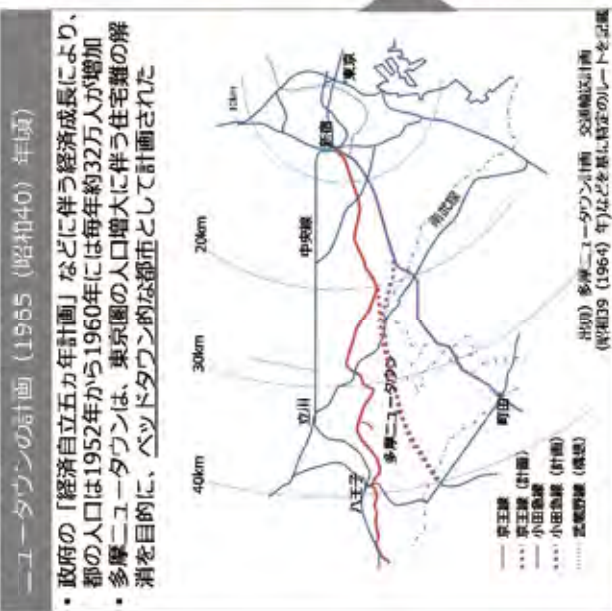 ニュータウンの計画（1965（昭和40）年頃）
・政府の「経済自立五カ年計画」などに伴う経済成長により、
都の人口は1952年から1960年には毎年約32万人が増加
・多摩ニュータウンは、東京圏の人口増大に伴う住宅難の解
消を目的に、ベッドタウン的な都市として計画された
40km
30km
20km
10km
立川
中央線
新宿
東京
八王子
多摩ニュータウン
南武線
町田
京王線
京王線（計画）
小田急線
小田急線（計画）
武蔵野線（構想）
出別）多摩ニュータウン計画　交通輸送計画
（昭和39（1964）年）などを基に特定のルートを記載